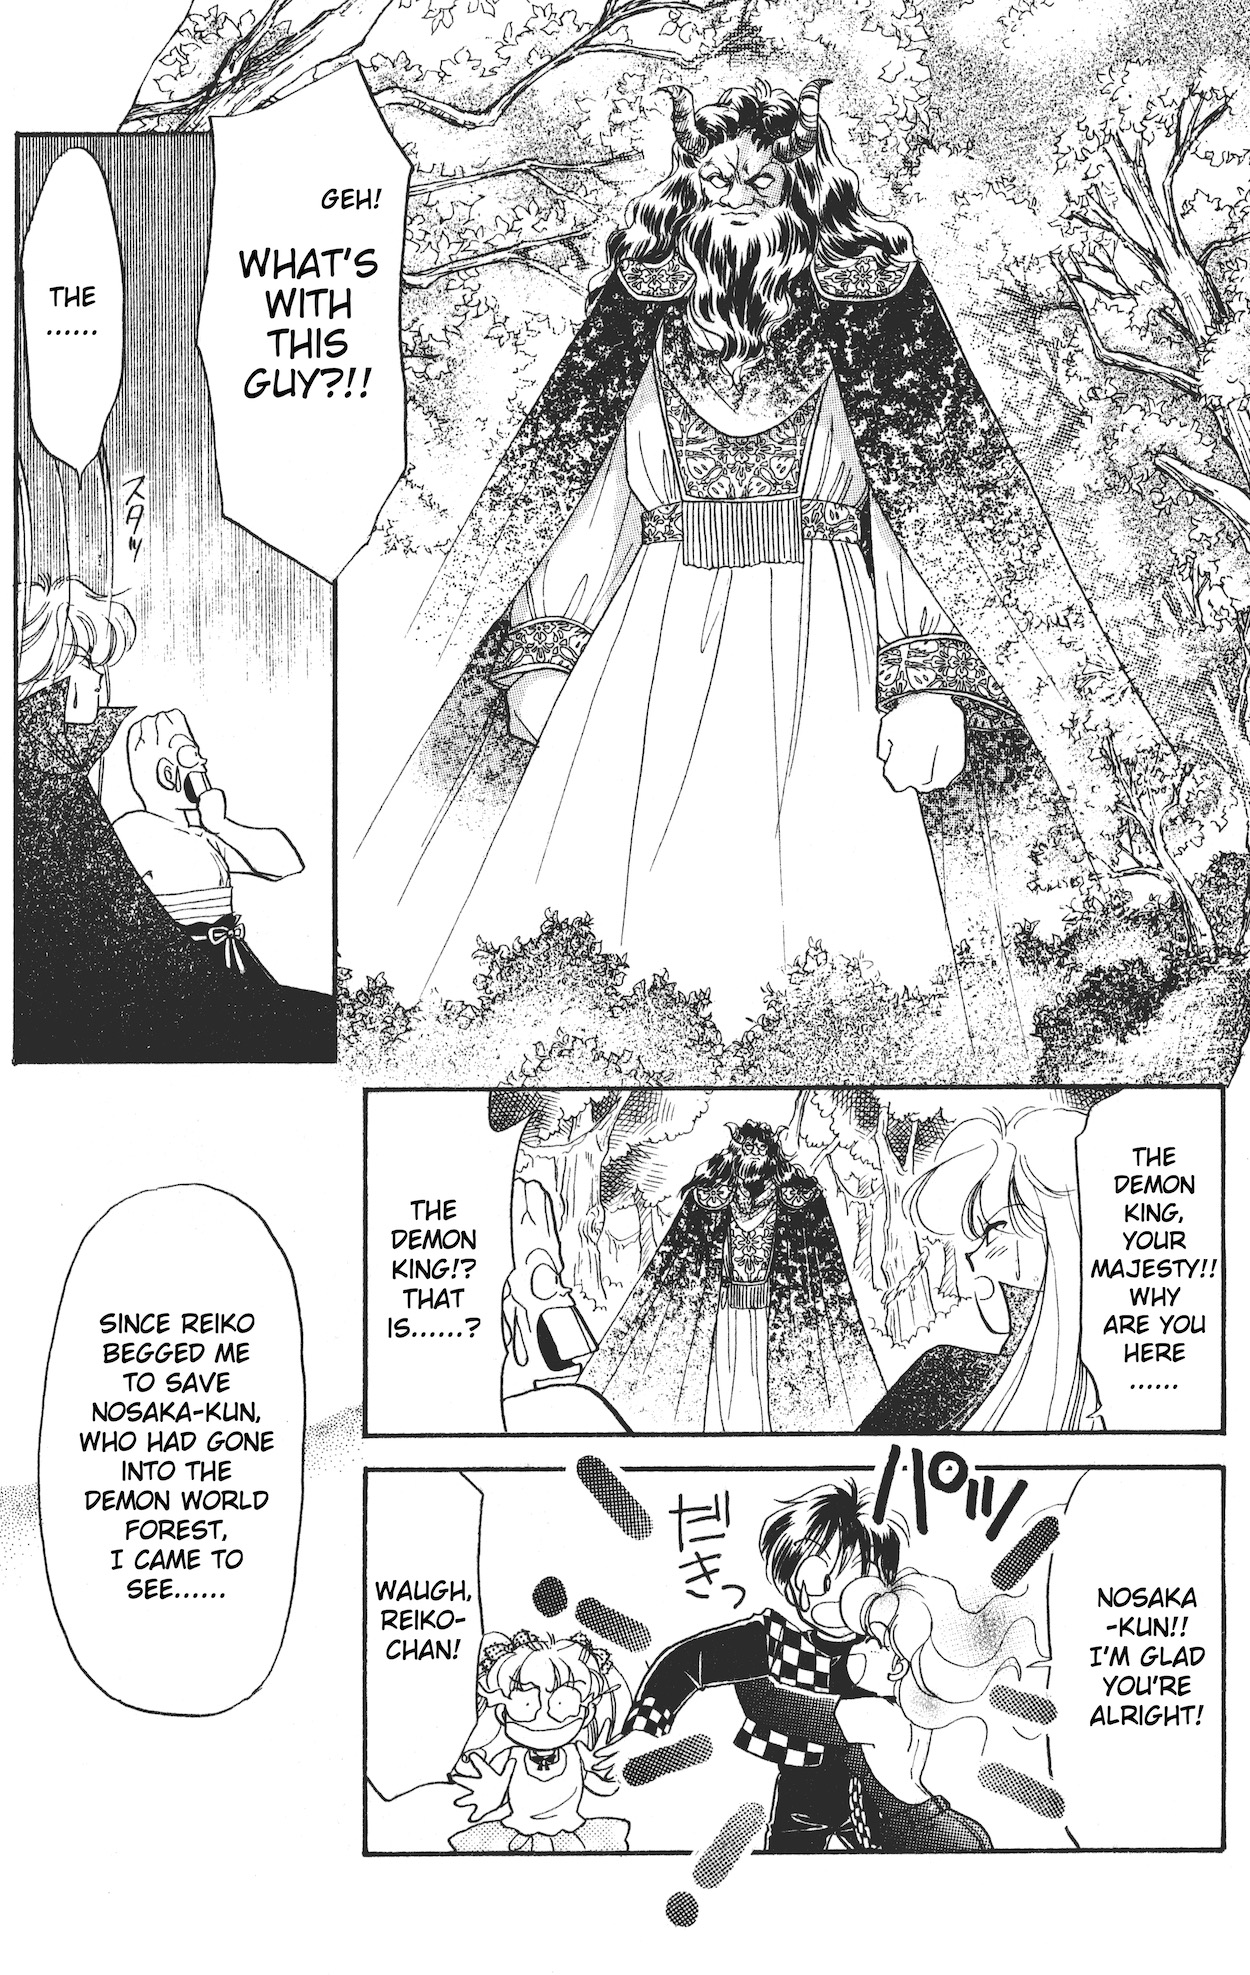 GEH!
WHAT'S
WITH
THIS
GUY?!!
THE
......
スタッ
THE
DEMON
KING,
YOUR
MAJESTY!!
WHY
ARE YOU
HERE
......
THE
DEMON
KING!?
THAT
IS......?
NOSAKA
-KUN!!
I'M GLAD
YOU'RE
ALRIGHT!
パッ
だきっ
WAUGH,
REIKO-
CHAN!
SINCE REIKO
BEGGED ME
TO SAVE
NOSAKA-KUN,
WHO HAD GONE
INTO THE
DEMON WORLD
FOREST,
I CAME TO
SEE......